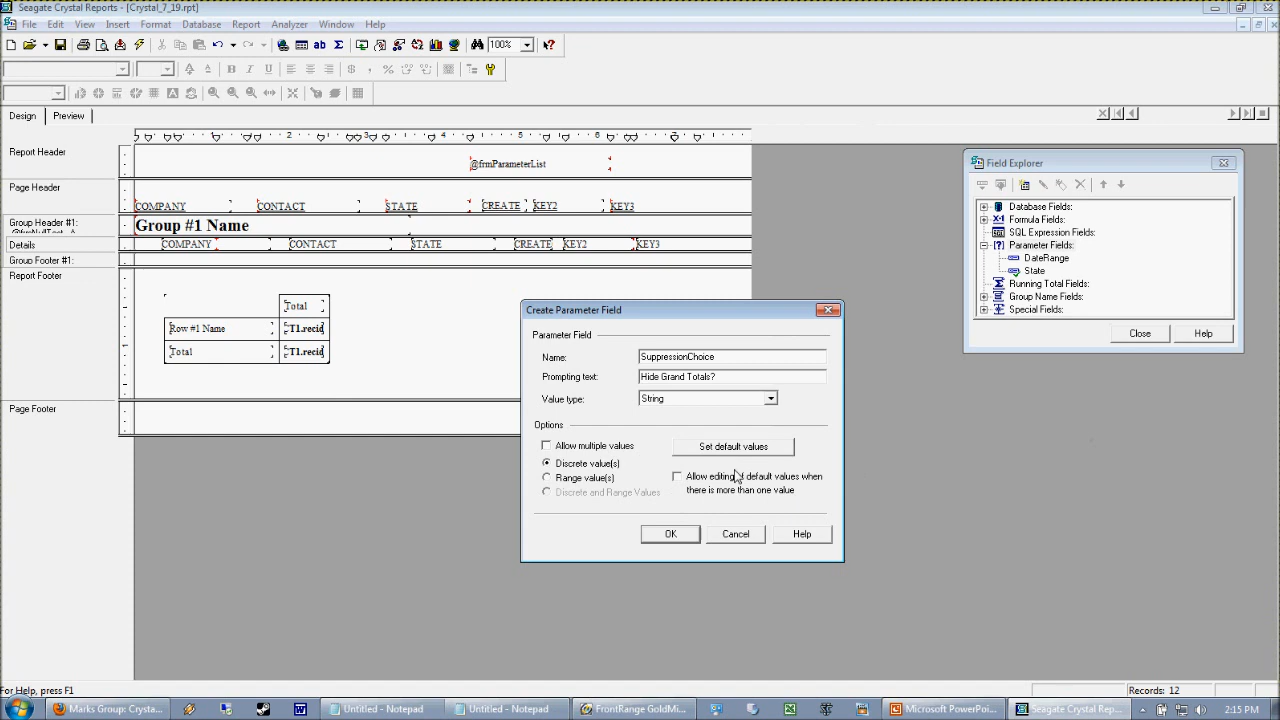 Seagate Crystal Reports - [Crystal_7_19.rpt]
File Edit View Insert Format Database Report Analyzer Window Help
ab Σ 100%
B I U $ ,
Design Preview
2 3 4 5 6
Report Header
@frmParameterList
Page Header
COMPANY CONTACT STATE CREATE KEY2 KEY3
Group Header #1:
Group #1 Name
Details
COMPANY CONTACT STATE CREATE KEY2 KEY3
Group Footer #1:
Report Footer
Total
Row #1 Name T1.recid
Total T1.recid
Page Footer
Field Explorer
Database Fields:
Formula Fields:
SQL Expression Fields:
Parameter Fields:
DateRange
State
Running Total Fields:
Group Name Fields:
Special Fields:
Close Help
Create Parameter Field
Parameter Field
Name: SuppressionChoice
Prompting text: Hide Grand Totals?
Value type: String
Options
Allow multiple values
Set default values
Discrete value(s)
Range value(s)
Discrete and Range Values
Allow editing of default values when
there is more than one value
OK Cancel Help
For Help, press F1
Records: 12
Marks Group: Crysta... Untitled - Notepad Untitled - Notepad FrontRange GoldMi... Microsoft PowerPoi... Seagate Crystal Rep... 2:15 PM